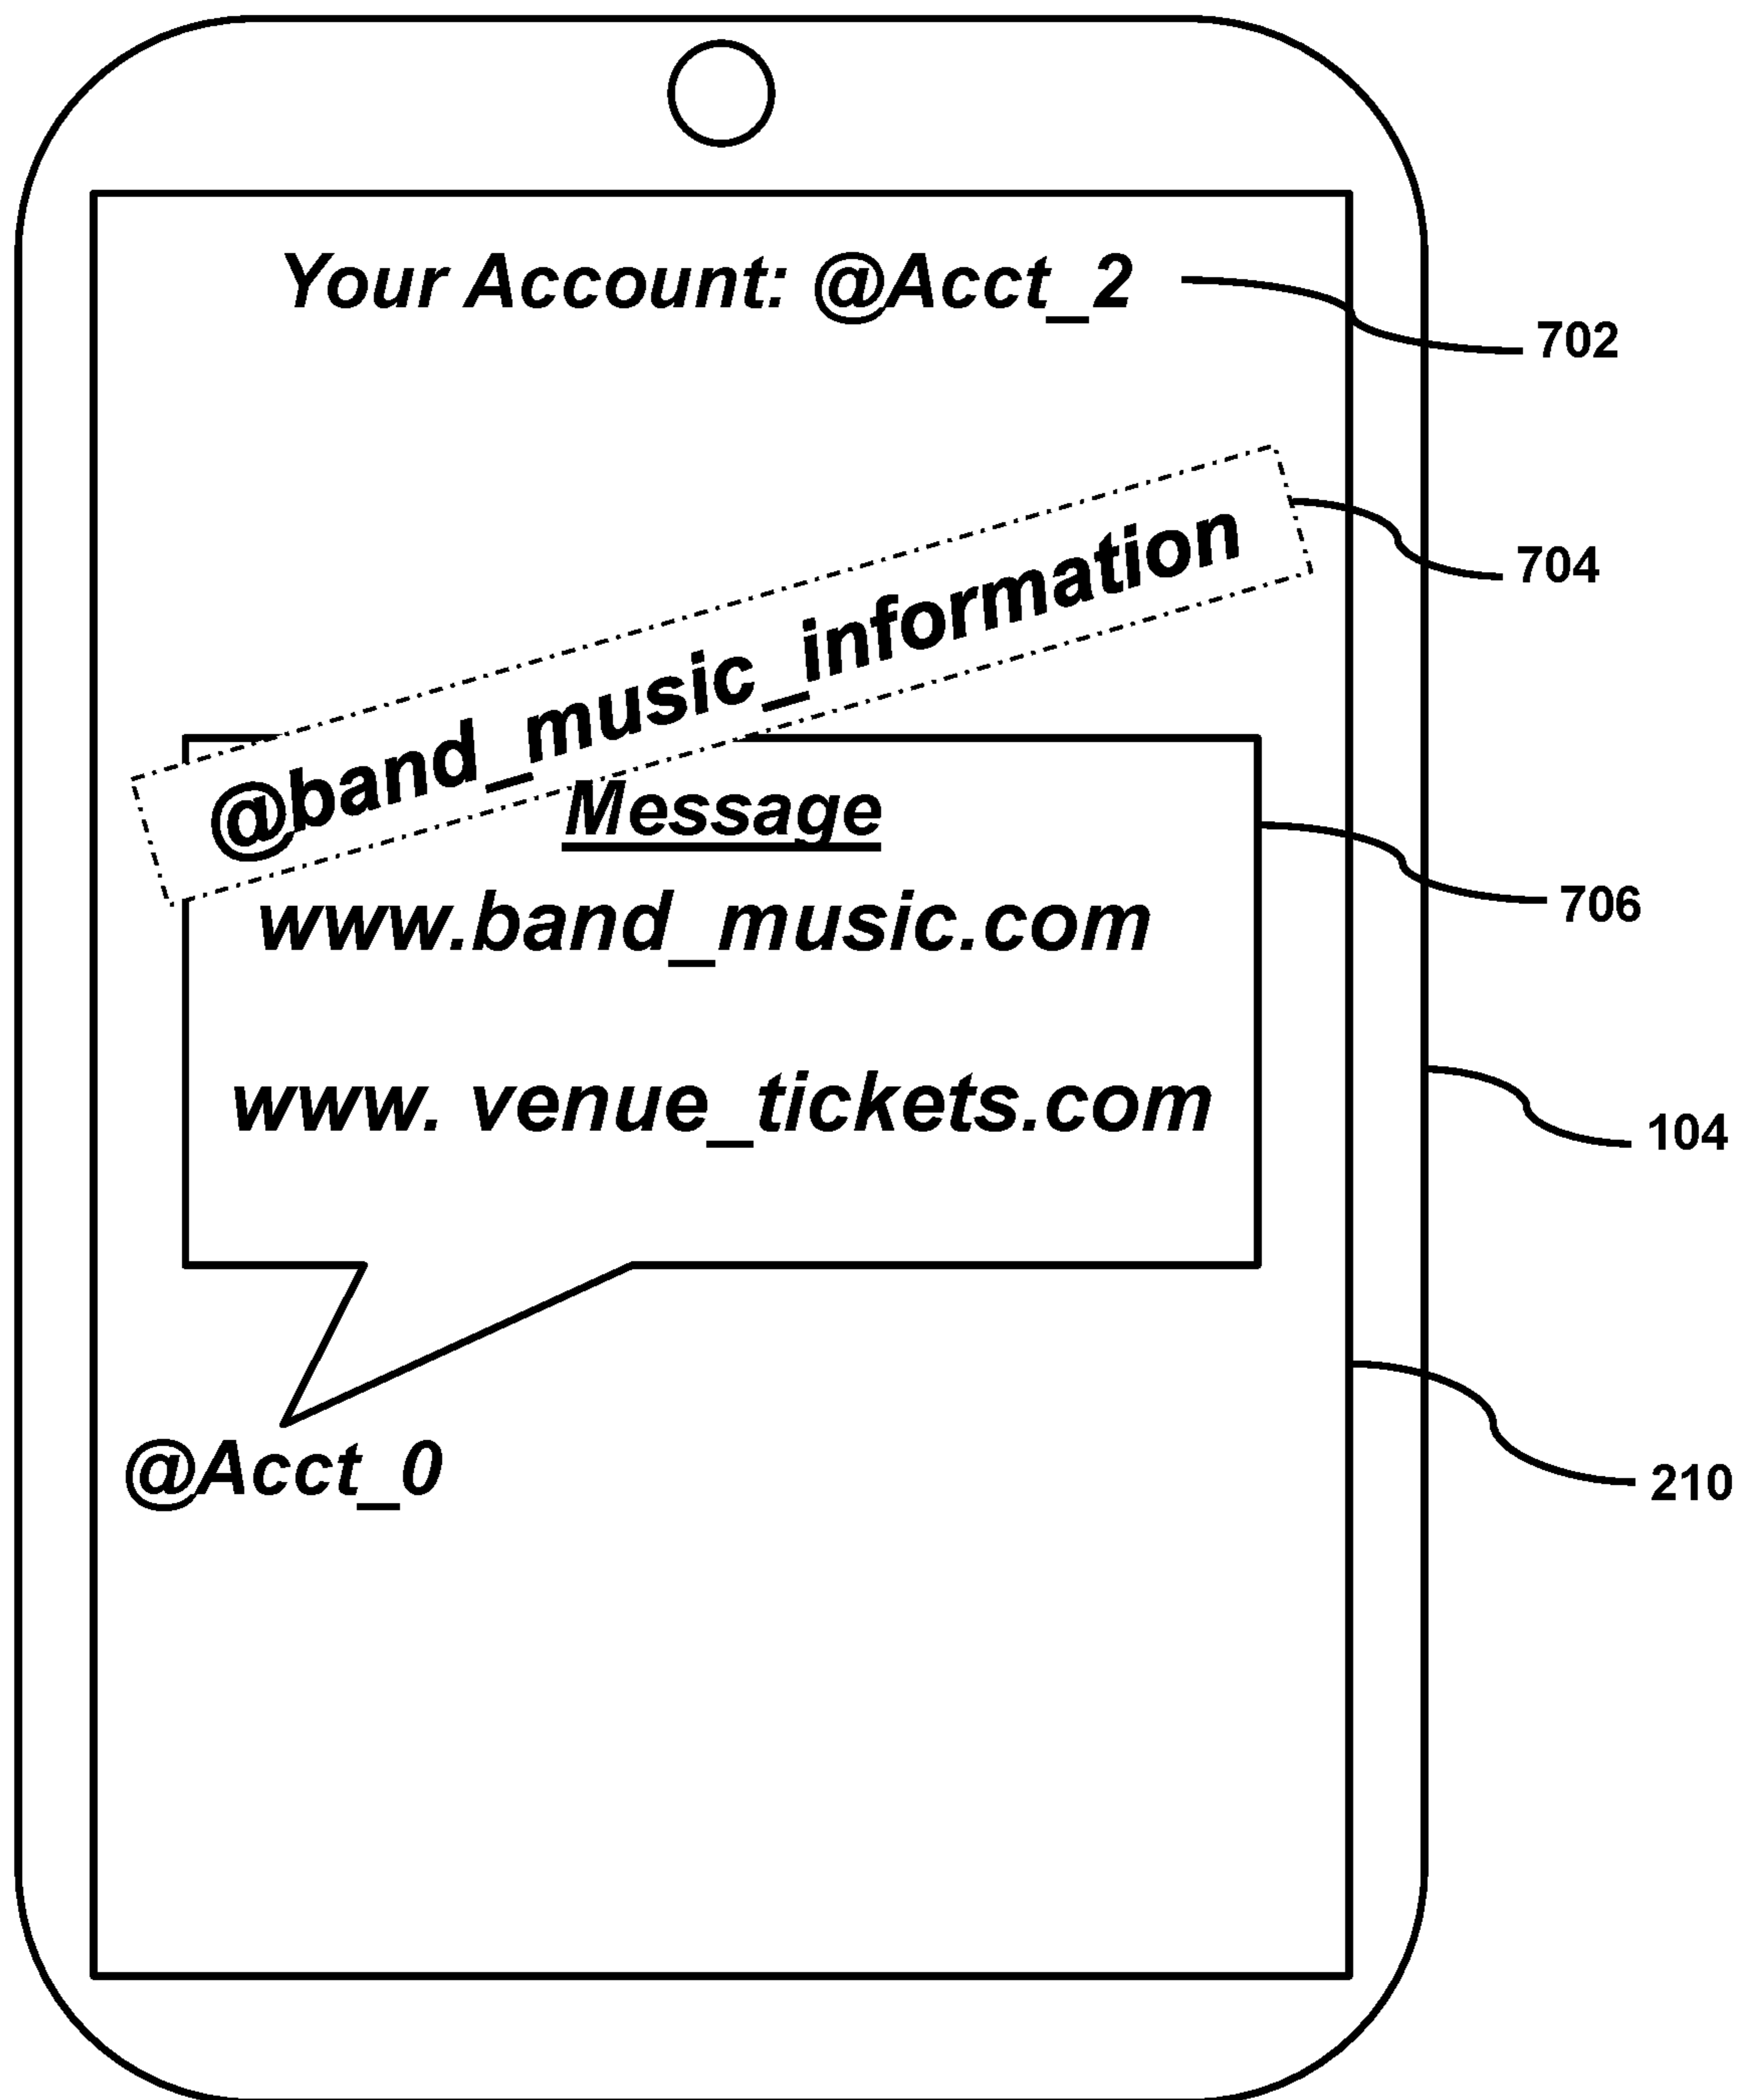 Your Account: @Acct_2
702
@band_music_information
704
Message
706
www.band_music.com
www. venue_tickets.com
104
@Acct_0
210